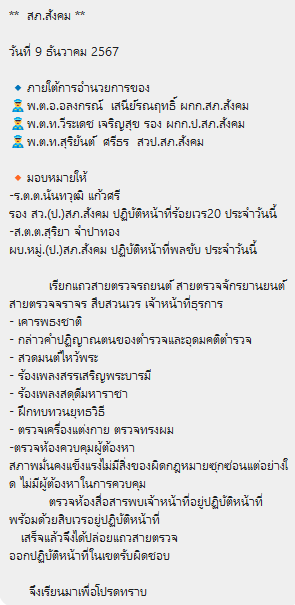 ** สภ.สังคม **
วันที่ 9 ธันวาคม 2567
🔹ภายใต้การอำนวยการของ
👮พ.ต.อ.อลงกรณ์ เสนีย์รณฤทธิ์ ผกก.สภ.สังคม
👮พ.ต.ท.วีระเดช เจริญสุข รอง ผกก.ป.สภ.สังคม
👮พ.ต.ท.สุริยันต์ ศรีธร สวป.สภ.สังคม
🔸มอบหมายให้
-ร.ต.ต.นันทวุฒิ แก้วศรี
รอง สว.(ป.)สภ.สังคม ปฏิบัติหน้าที่ร้อยเวร20 ประจำวันนี้
-ส.ต.ต.สุริยา จำปาทอง
ผบ.หมู่.(ป.)สภ.สังคม ปฏิบัติหน้าที่พลขับ ประจำวันนี้
เรียกแถวสายตรวจรถยนต์ สายตรวจจักรยานยนต์
สายตรวจจราจร สืบสวนเวร เจ้าหน้าที่ธุรการ
- เคารพธงชาติ
- กล่าวคำปฏิญาณตนของตำรวจและอุดมคติตำรวจ
- สวดมนต์ไหว้พระ
- ร้องเพลงสรรเสริญพระบารมี
- ร้องเพลงสดุดีมหาราชา
- ฝึกทบทวนยุทธวิธี
- ตรวจเครื่องแต่งกาย ตรวจทรงผม
-ตรวจห้องควบคุมผู้ต้องหา
สภาพมั่นคงแข็งแรงไม่มีสิ่งของผิดกฎหมายซุกซ่อนแต่อย่างใ
ด ไม่มีผู้ต้องหาในการควบคุม
ตรวจห้องสื่อสารพบเจ้าหน้าที่อยู่ปฏิบัติหน้าที่
พร้อมด้วยสิบเวรอยู่ปฏิบัติหน้าที่
เสร็จแล้วจึงได้ปล่อยแถวสายตรวจ
ออกปฏิบัติหน้าที่ในเขตรับผิดชอบ
จึงเรียนมาเพื่อโปรดทราบ